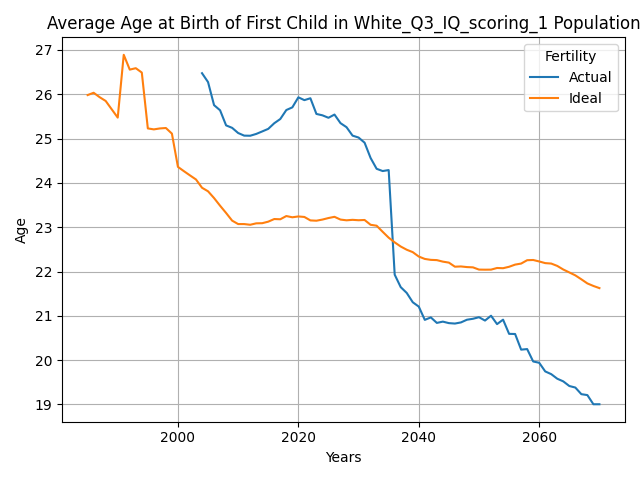 Average Age at Birth of First Child in White_Q3_IQ_scoring_1 Population
27
26
25
24
23
22
21
20
19
Age
Fertility
Actual
Ideal
2000 2020 2040 2060
Years